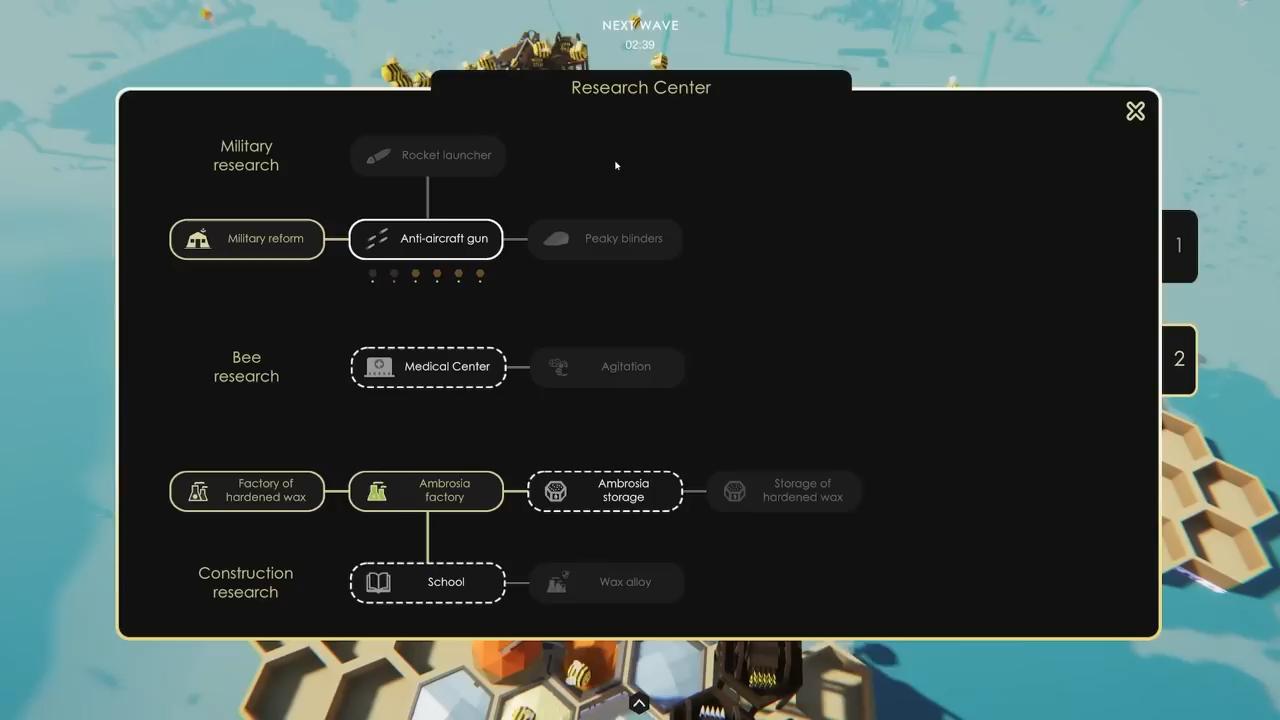 NEXT WAVE
02:39
Research Center
Military
research
Rocket launcher
Military reform
Anti-aircraft gun
Peaky blinders
1
Bee
research
Medical Center
Agitation
2
Factory of
hardened wax
Ambrosia
factory
Ambrosia
storage
Storage of
hardened wax
Construction
research
School
Wax alloy